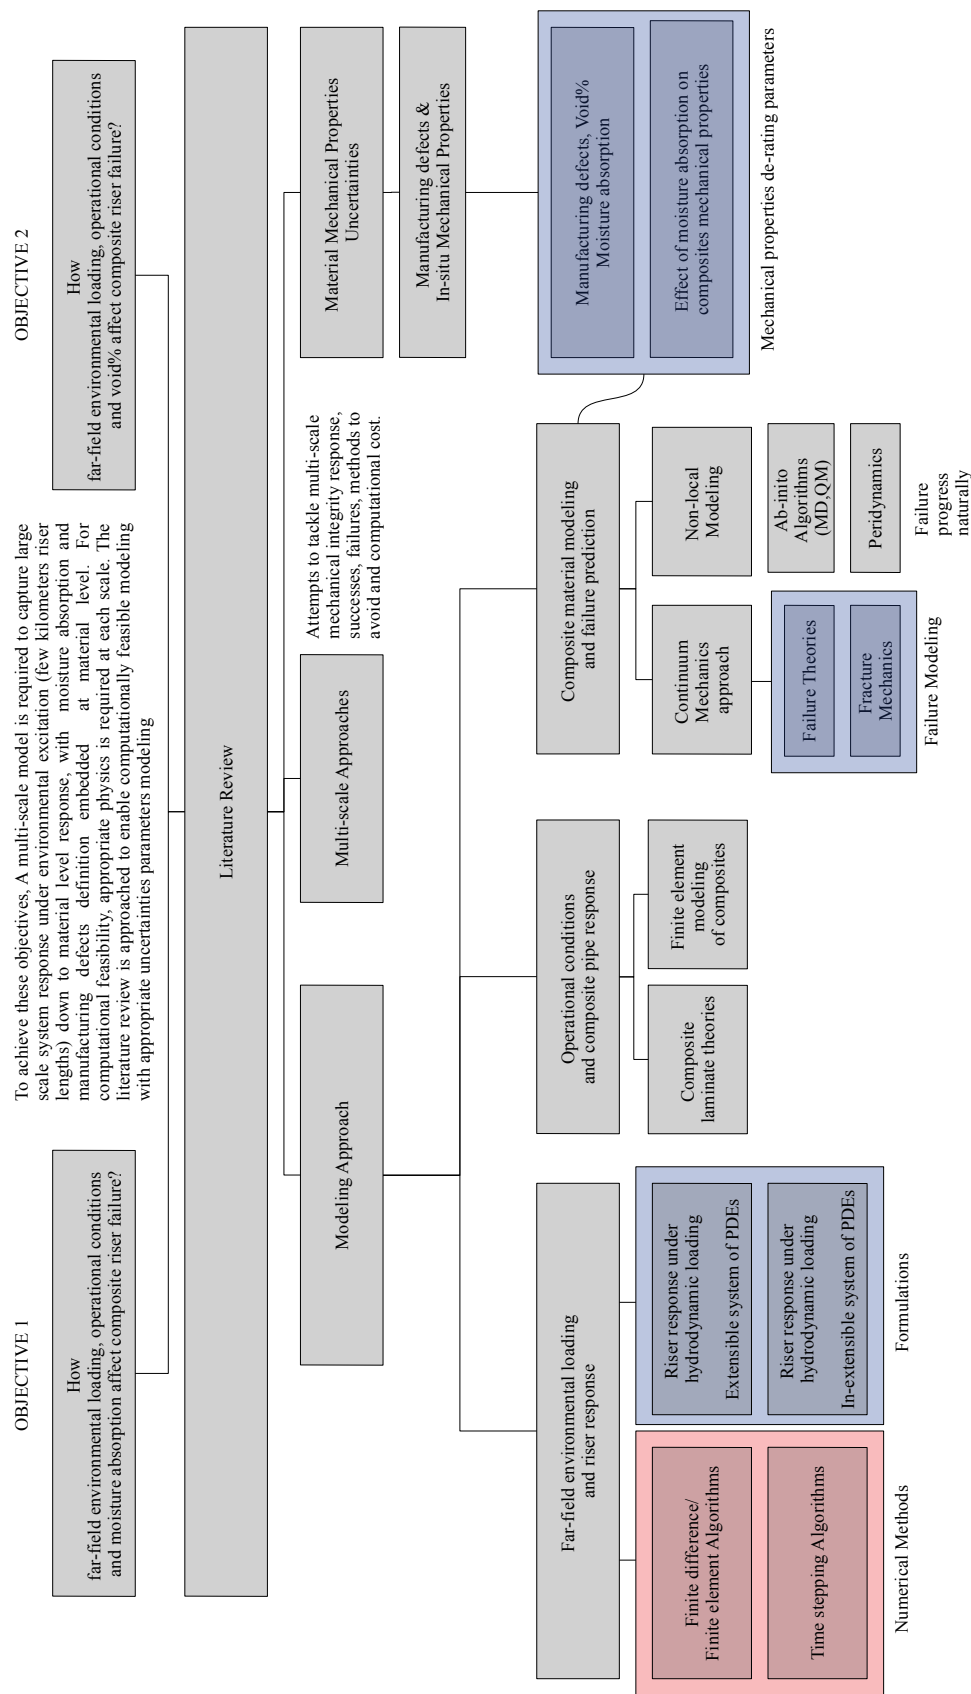 OBJECTIVE 1
How
far-field environmental loading, operational conditions
and moisture absorption affect composite riser failure?
To achieve these objectives, A multi-scale model is required to capture large
scale system response under environmental excitation (few kilometers riser
lengths) down to material level response, with moisture absorption and
manufacturing defects definition embedded at material level. For
computational feasibility, appropriate physics is required at each scale. The
literature review is approached to enable computationally feasible modeling
with appropriate uncertainties parameters modeling
OBJECTIVE 2
How
far-field environmental loading, operational conditions
and void% affect composite riser failure?
Literature Review
Modeling Approach
Multi-scale Approaches
Attempts to tackle multi-scale
mechanical integrity response,
successes, failures, methods to
avoid and computational cost.
Material Mechanical Properties
Uncertainties
Manufacturing defects &
In-situ Mechanical Properties
Far-field environmental loading
and riser response
Operational conditions
and composite pipe response
Composite material modeling
and failure prediction
Manufacturing defects, Void%
Moisture absorption
Effect of moisture absorption on
composites mechanical properties
Mechanical properties de-rating parameters
Finite difference/
Finite element Algorithms
Time stepping Algorithms
Numerical Methods
Riser response under
hydrodynamic loading
Extensible system of PDEs
Riser response under
hydrodynamic loading
In-extensible system of PDEs
Formulations
Composite
laminate theories
Finite element
modeling
of composites
Continuum
Mechanics
approach
Failure Theories
Fracture
Mechanics
Failure Modeling
Non-local
Modeling
Ab-inito
Algorithms
(MD,QM)
Peridynamics
Failure
progress
naturally